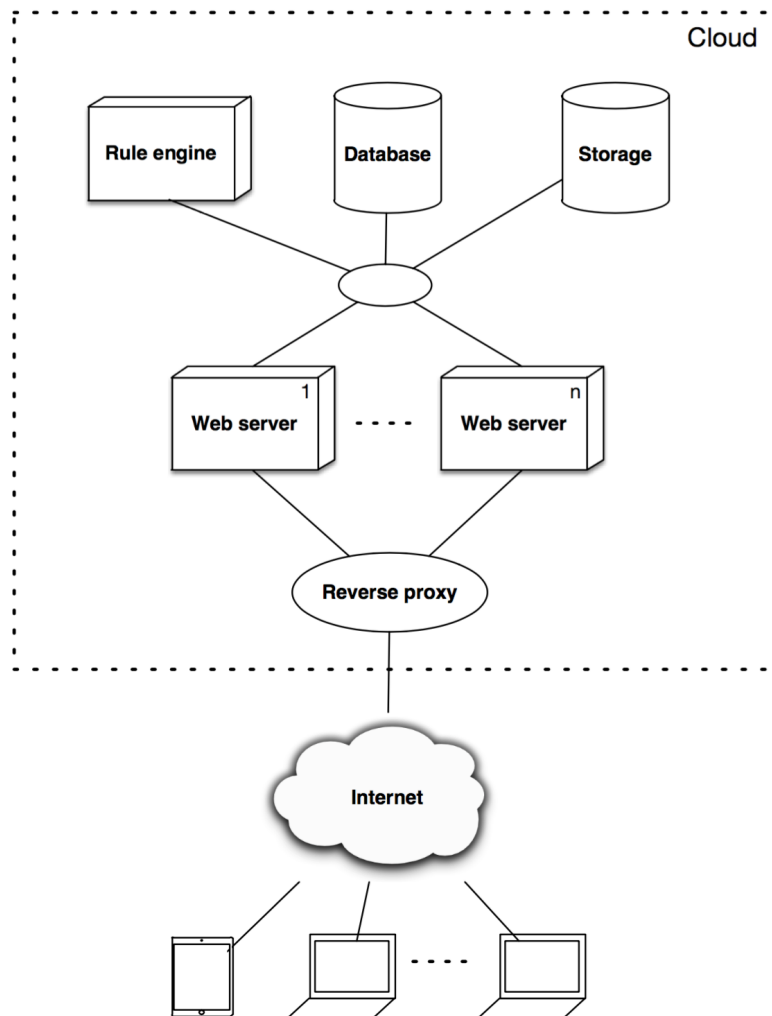 Cloud
Rule engine
Database
Storage
1
n
Web server
Web server
Reverse proxy
Internet